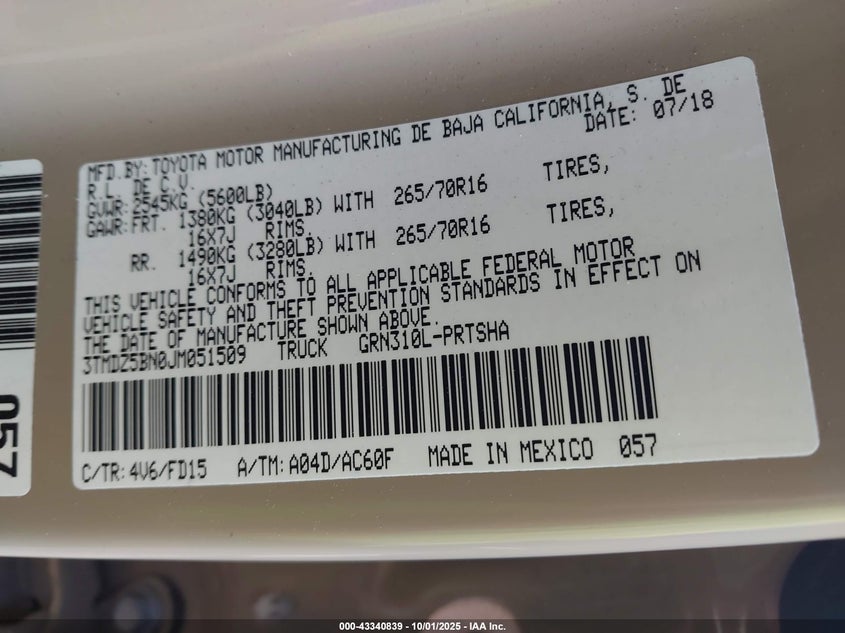 MFD.BY:TOYOTA MOTOR MANUFACTURING DE BAJA CALIFORNIA, S. DE
R.L. DE C.V. DATE: 07/18
GVWR:2545KG (5600LB)
GAWR:FRT. 1380KG (3040LB) WITH 265/70R16 TIRES,
16X7J RIMS,
RR. 1490KG (3280LB) WITH 265/70R16 TIRES,
16X7J RIMS.
THIS VEHICLE CONFORMS TO ALL APPLICABLE FEDERAL MOTOR
VEHICLE SAFETY AND THEFT PREVENTION STANDARDS IN EFFECT ON
THE DATE OF MANUFACTURE SHOWN ABOVE.
3TMDZ5BN0JM051509 TRUCK GRN310L-PRTSHA
C/TR:4V6/FD15 A/TM:A04D/AC60F MADE IN MEXICO 057
057
000-43340839 - 10/01/2025 - IAA Inc.